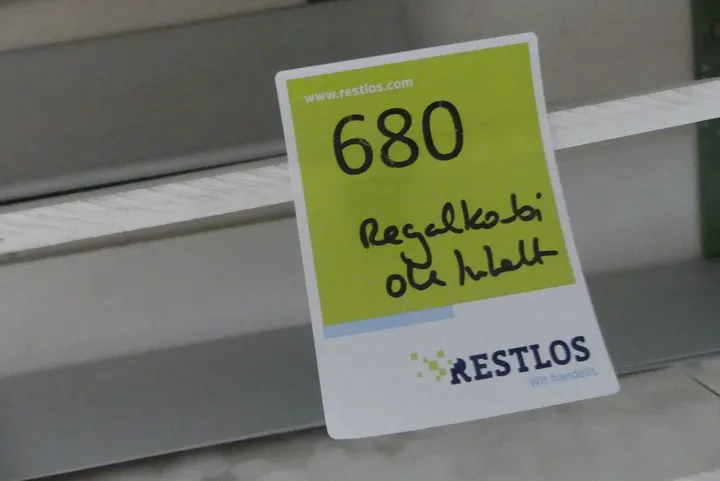 www.restlos.com
680
Regalkobi
ohne Inhalt
RESTLOS
Wir handeln.